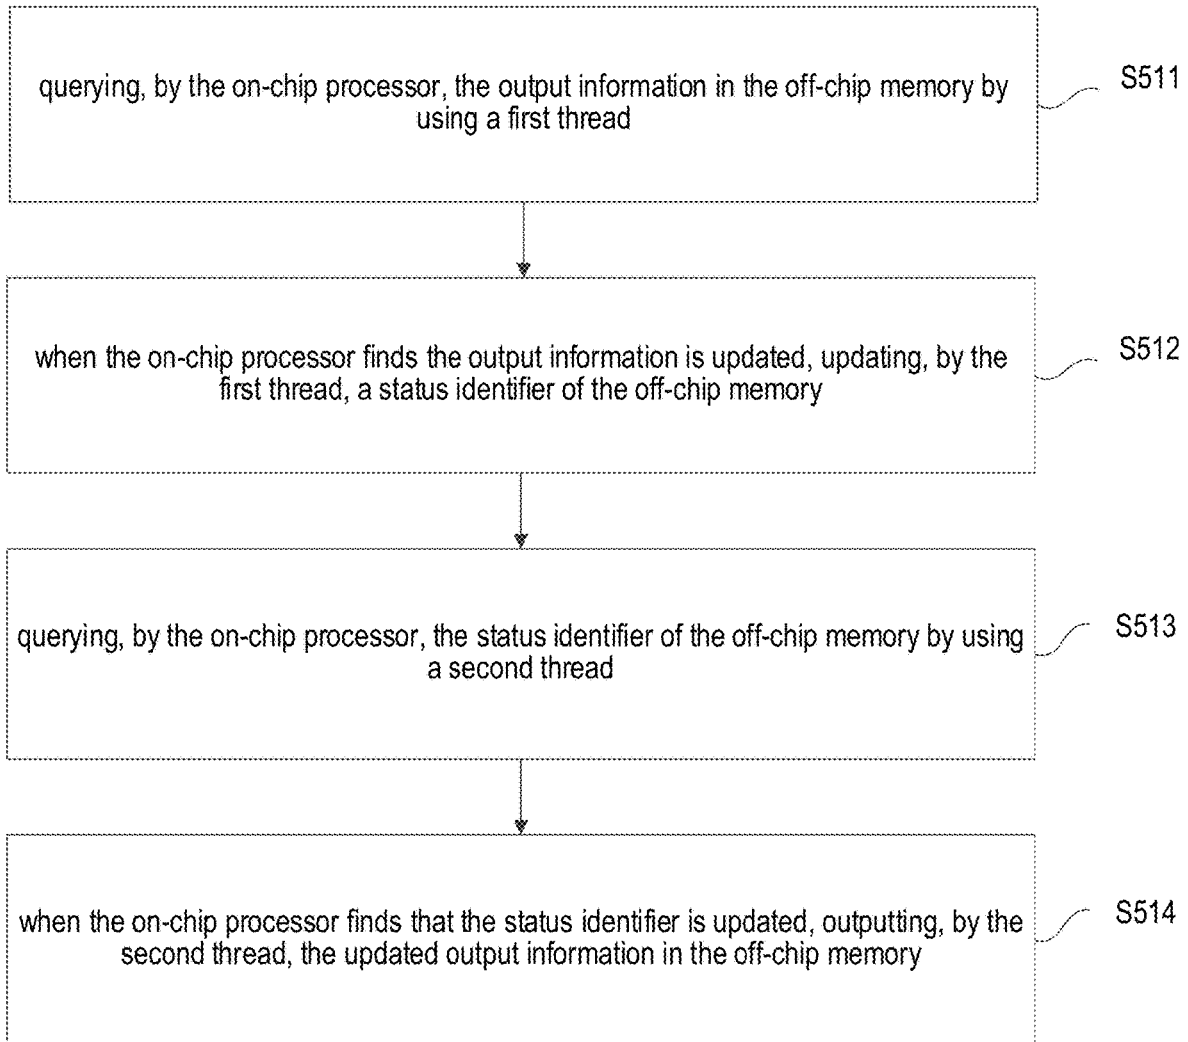 querying, by the on-chip processor, the output information in the off-chip memory by
using a first thread
S511
when the on-chip processor finds the output information is updated, updating, by the
first thread, a status identifier of the off-chip memory
S512
querying, by the on-chip processor, the status identifier of the off-chip memory by using
a second thread
S513
when the on-chip processor finds that the status identifier is updated, outputting, by the
second thread, the updated output information in the off-chip memory
S514